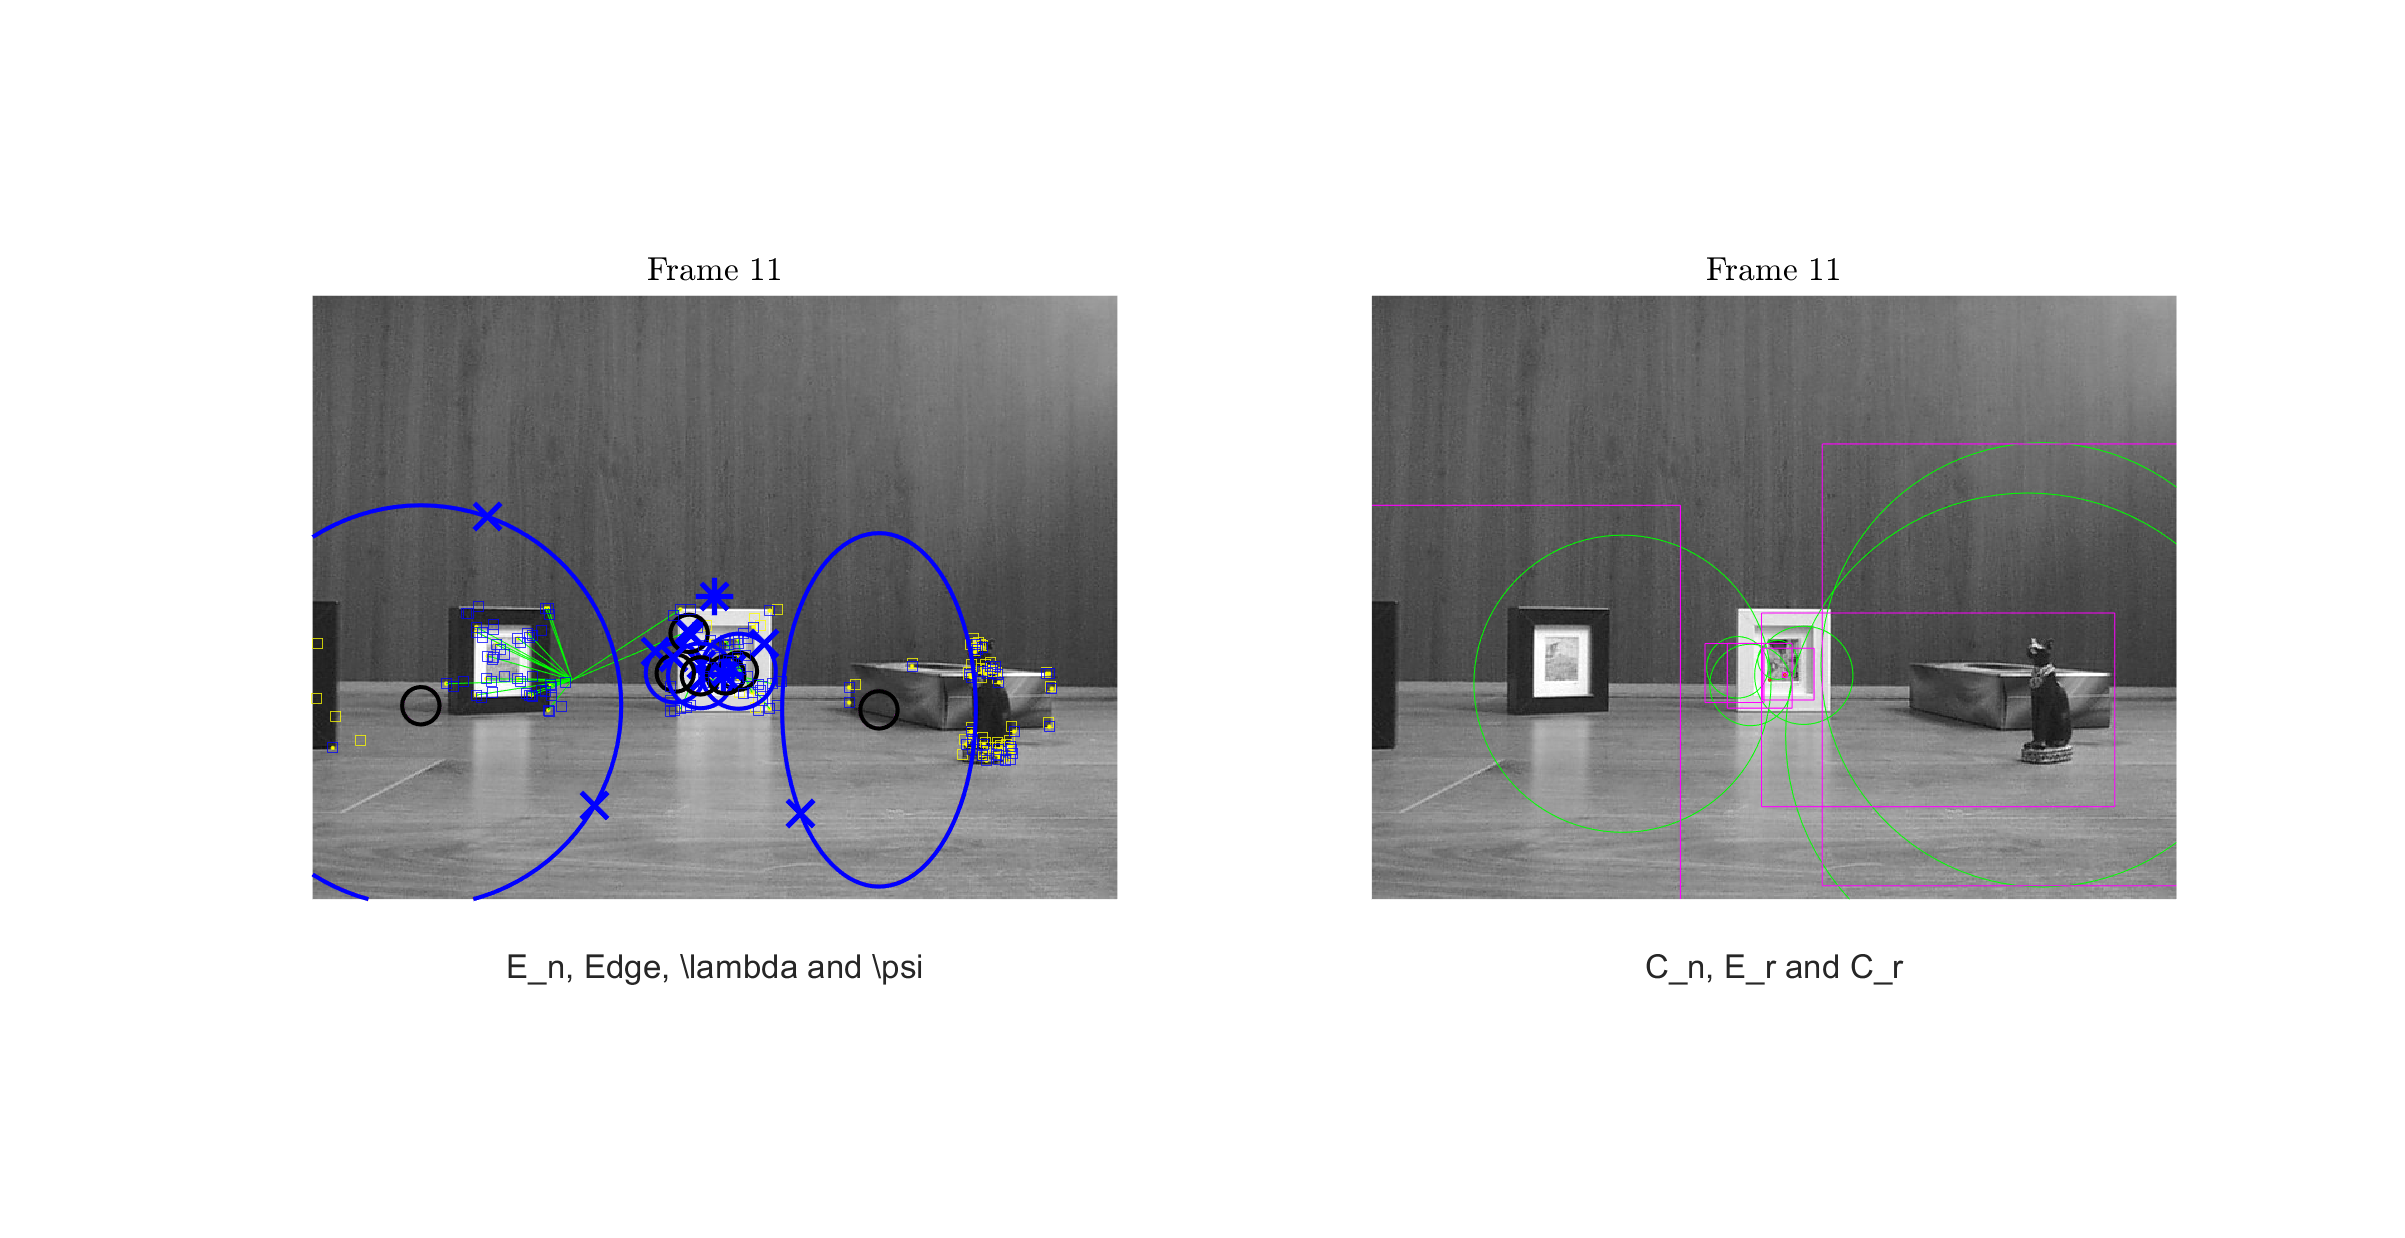 Frame 11
Frame 11
E_n, Edge, \lambda and \psi
C_n, E_r and C_r